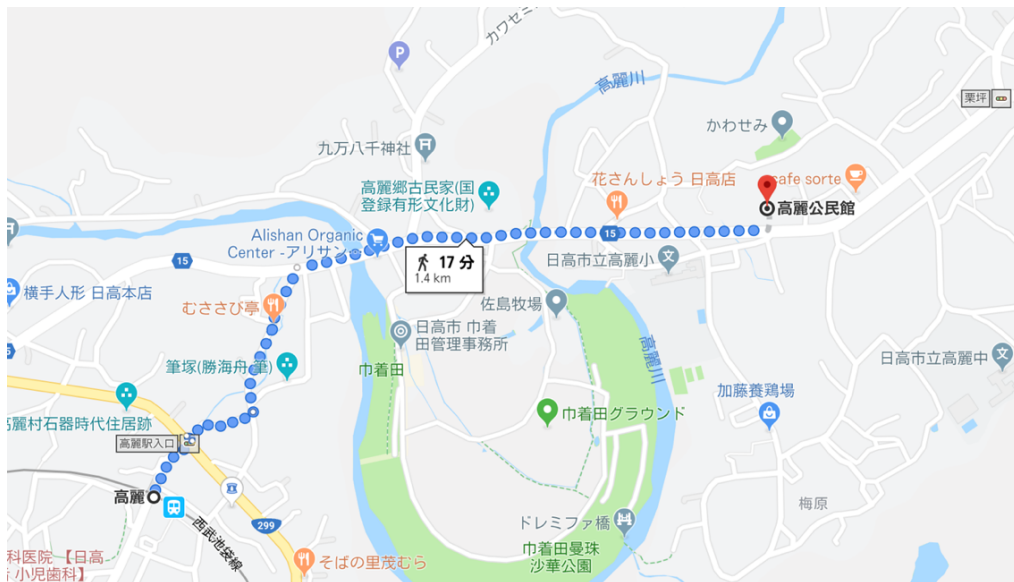 カワセミ
P
高麗川
栗坪
かわせみ
九万八千神社
高麗郷古民家(国
登録有形文化財)
花さんしょう 日高店
cafe sorte
高麗公民館
Alishan Organic
Center -アリサン
15
15
17 分
1.4 km
日高市立高麗小
文
横手人形 日高本店
むささび亭
佐島牧場
日高市 巾着
田管理事務所
高麗川
日高市立高麗中
文
筆塚(勝海舟 筆)
巾着田
加藤養鶏場
高麗村石器時代住居跡
巾着田グラウンド
高麗駅入口
高麗
梅原
299
西武池袋線
ドレミファ橋
巾着田曼珠
沙華公園
そばの里茂むら
科医院 【日高
小児歯科】